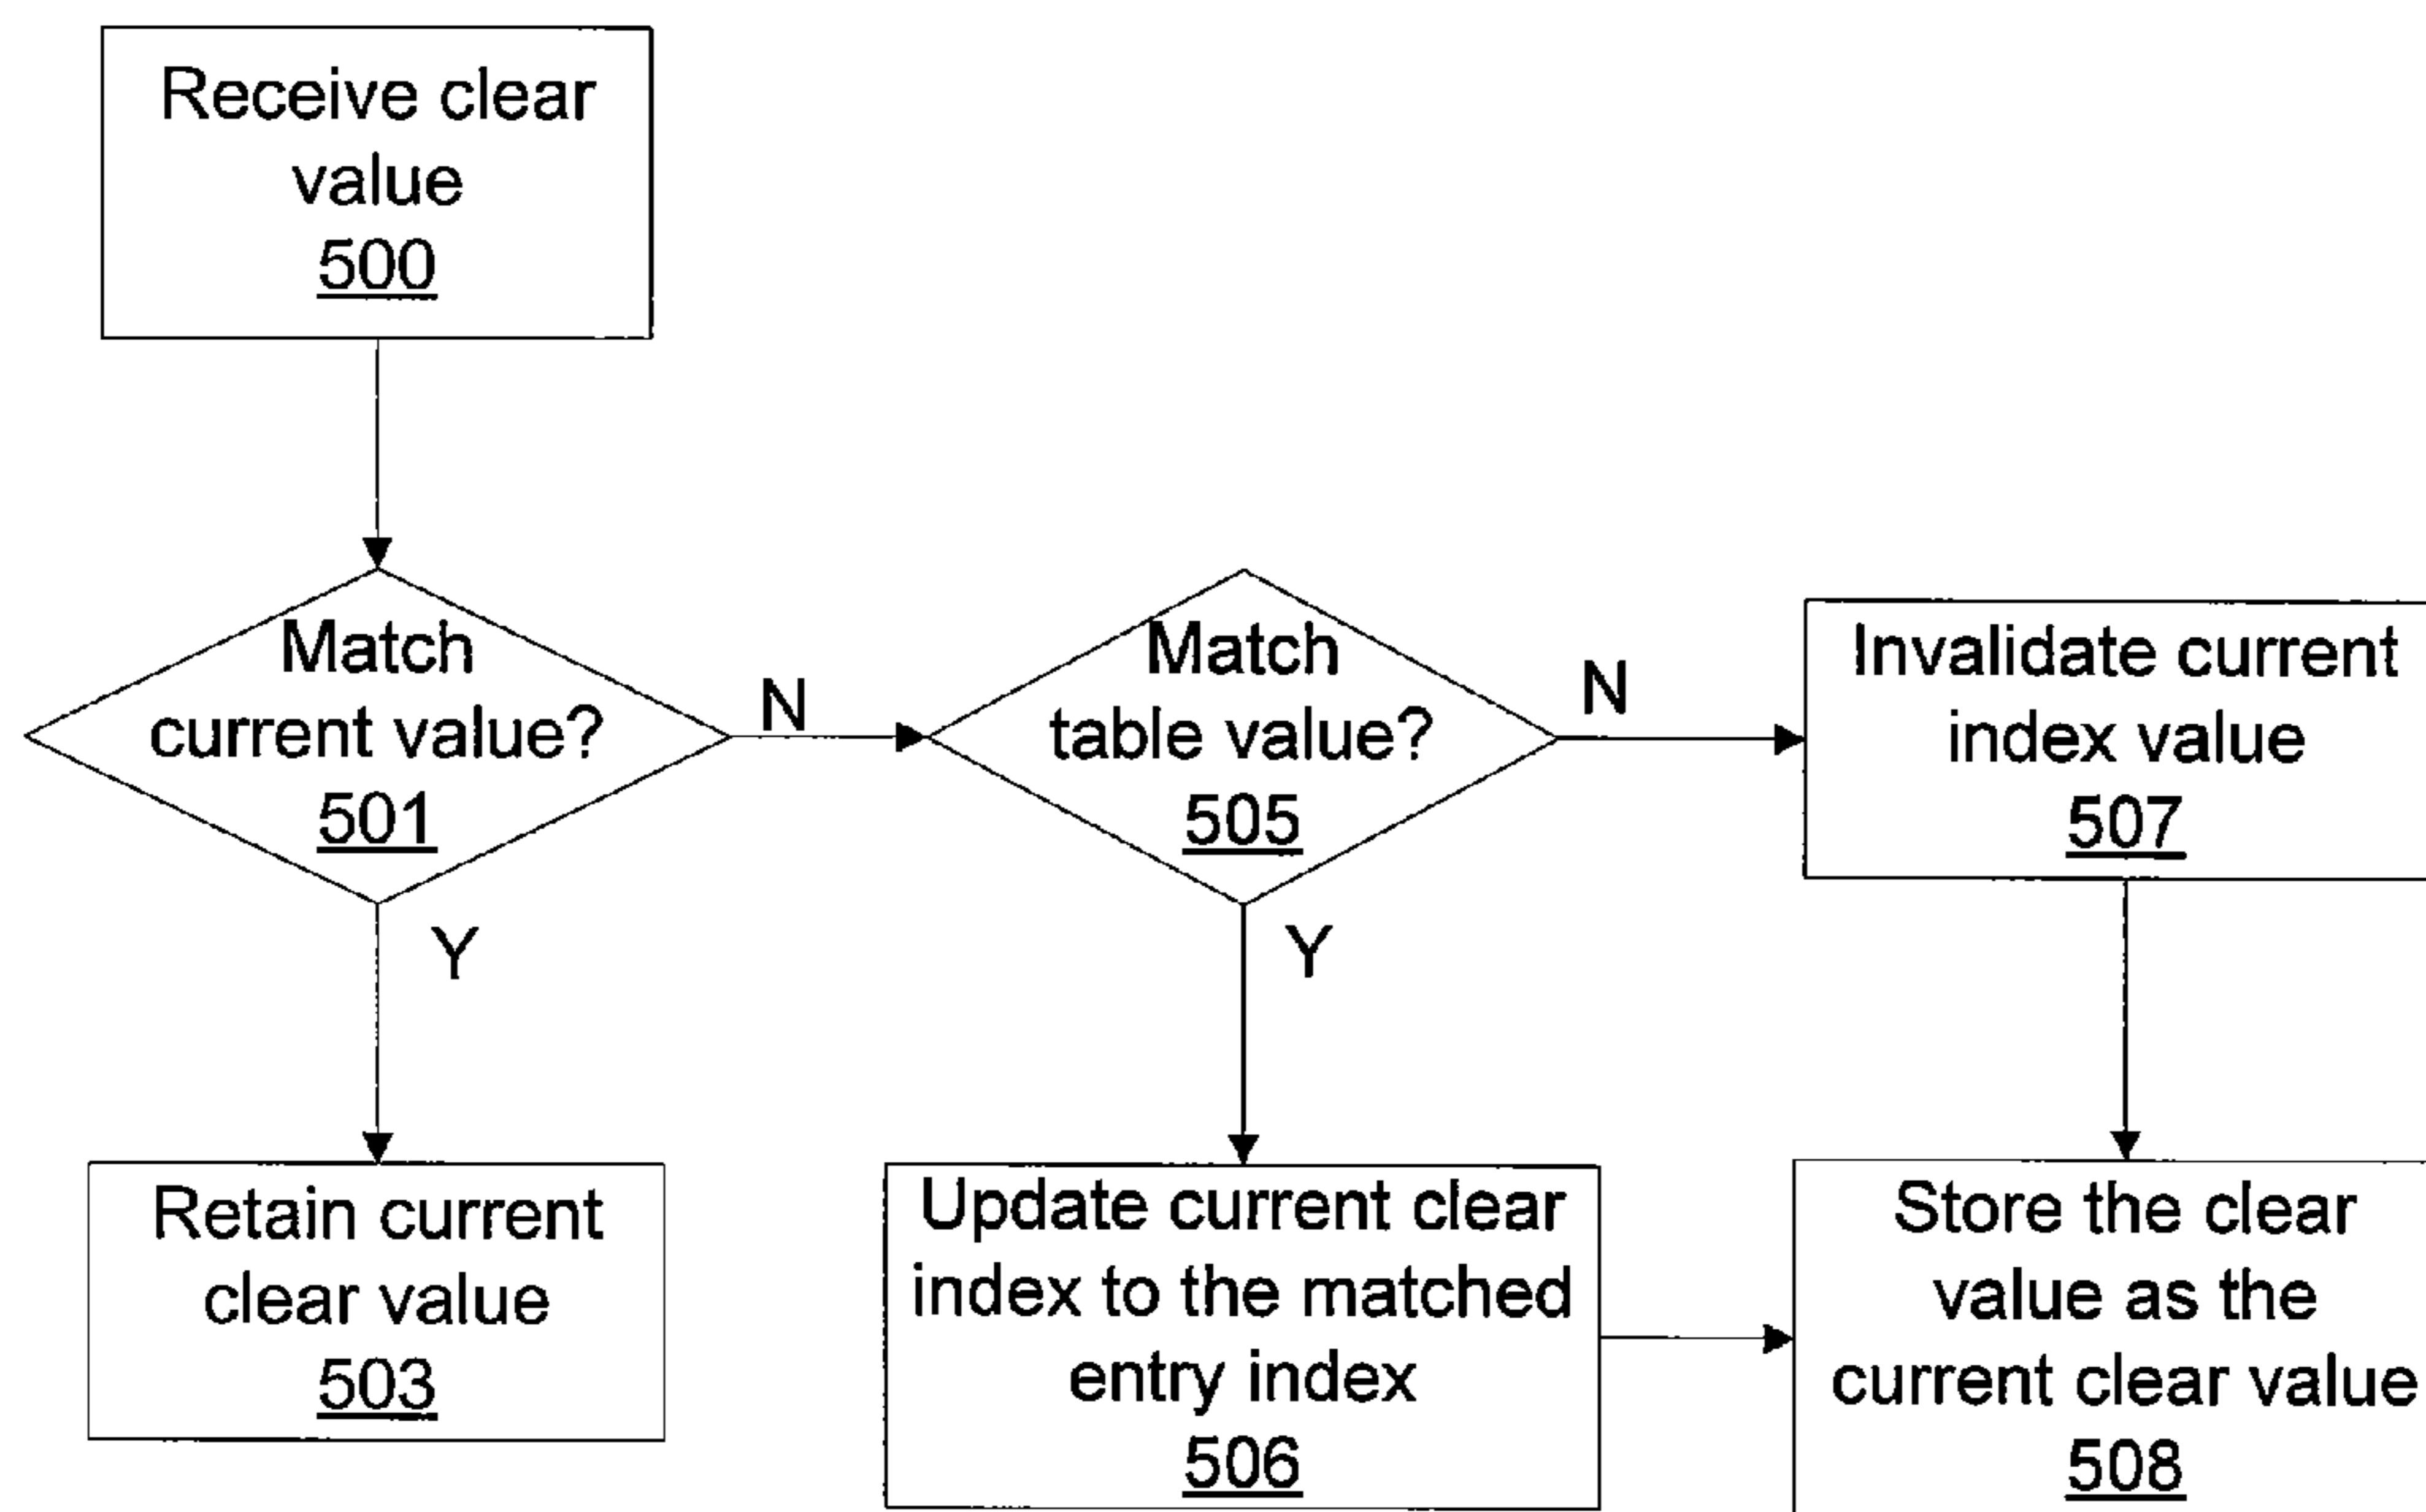 Receive clear
value
500
Match
current value?
501
N
Match
table value?
505
N
Invalidate current
index value
507
Y
Y
Retain current
clear value
503
Update current clear
index to the matched
entry index
506
Store the clear
value as the
current clear value
508